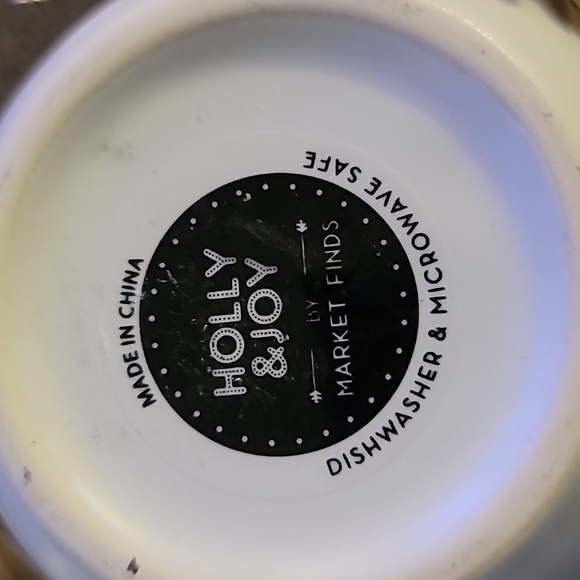 MADE IN CHINA
HOLLY
&JOY
BY
MARKET FINDS
DISHWASHER & MICROWAVE SAFE